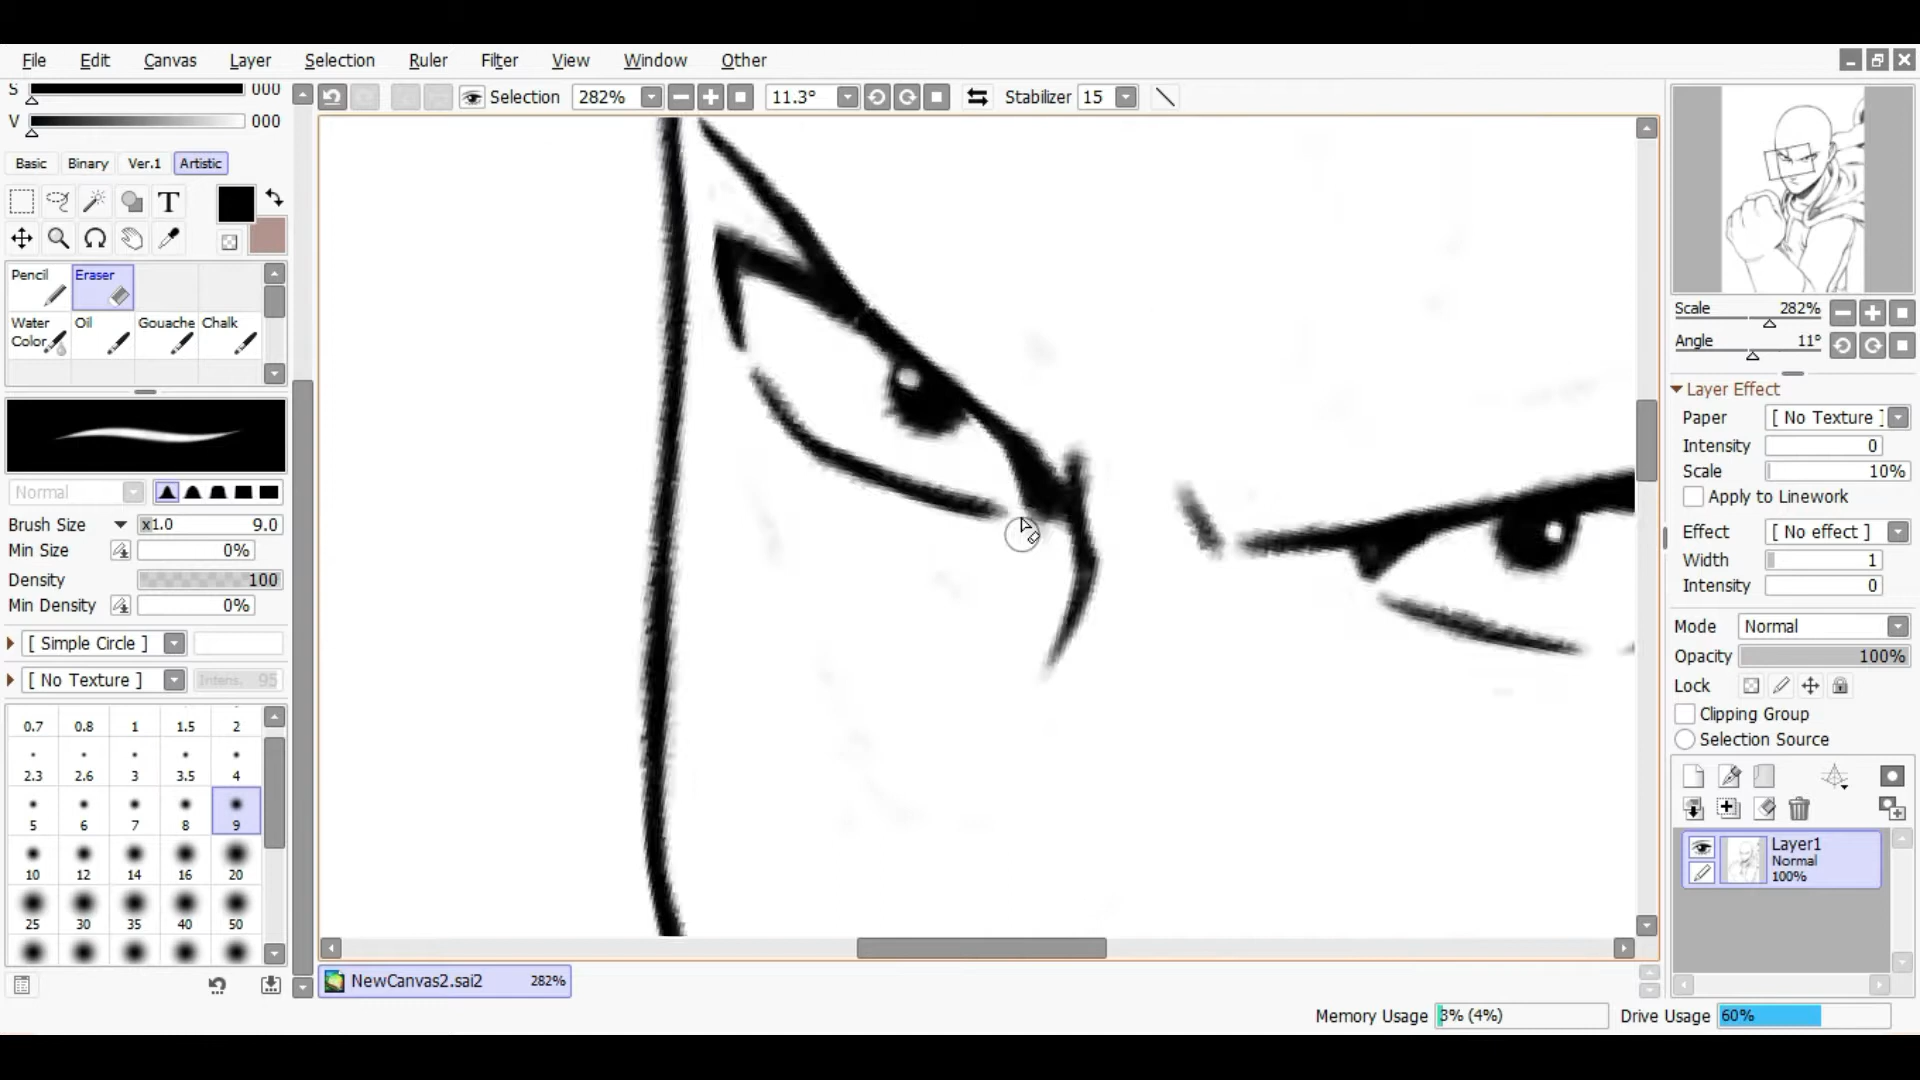 File Edit Canvas Layer Selection Ruler Filter View Window Other
S 000
Selection 282% 11.3° Stabilizer 15
V 000
Basic Binary Ver.1 Artistic
T
Pencil Eraser
Water Color Oil Gouache Chalk
Normal
Brush Size x1.0 9.0
Min Size 0%
Density 100
Min Density 0%
[ Simple Circle ]
[ No Texture ] Intens. 95
0.7 0.8 1 1.5 2
2.3 2.6 3 3.5 4
5 6 7 8 9
10 12 14 16 20
25 30 35 40 50
NewCanvas2.sai2 282%
Scale 282%
Angle 11°
Layer Effect
Paper [ No Texture ]
Intensity 0
Scale 10%
Apply to Linework
Effect [ No effect ]
Width 1
Intensity 0
Mode Normal
Opacity 100%
Lock
Clipping Group
Selection Source
Layer1
Normal
100%
Memory Usage 3% (4%) Drive Usage 60%